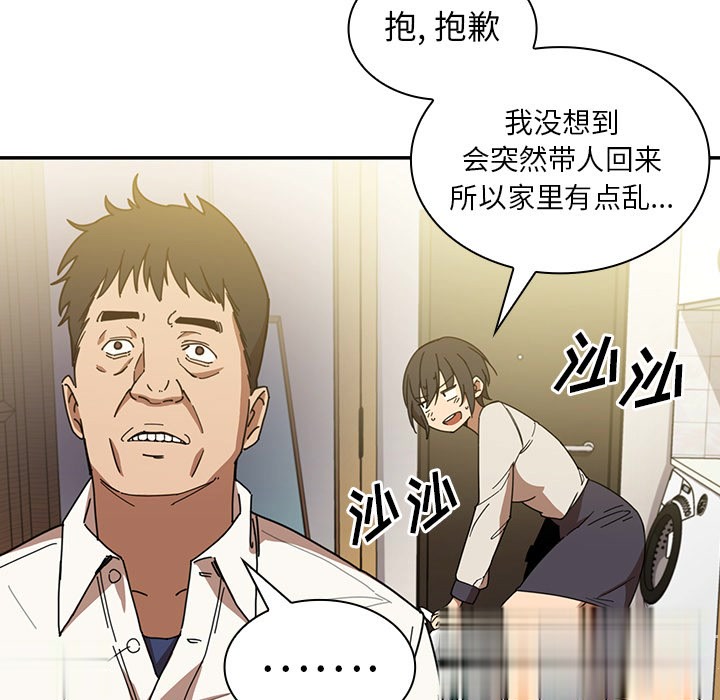 抱, 抱歉
我没想到
会突然带人回来
所以家里有点乱...
沙沙
沙沙
.......